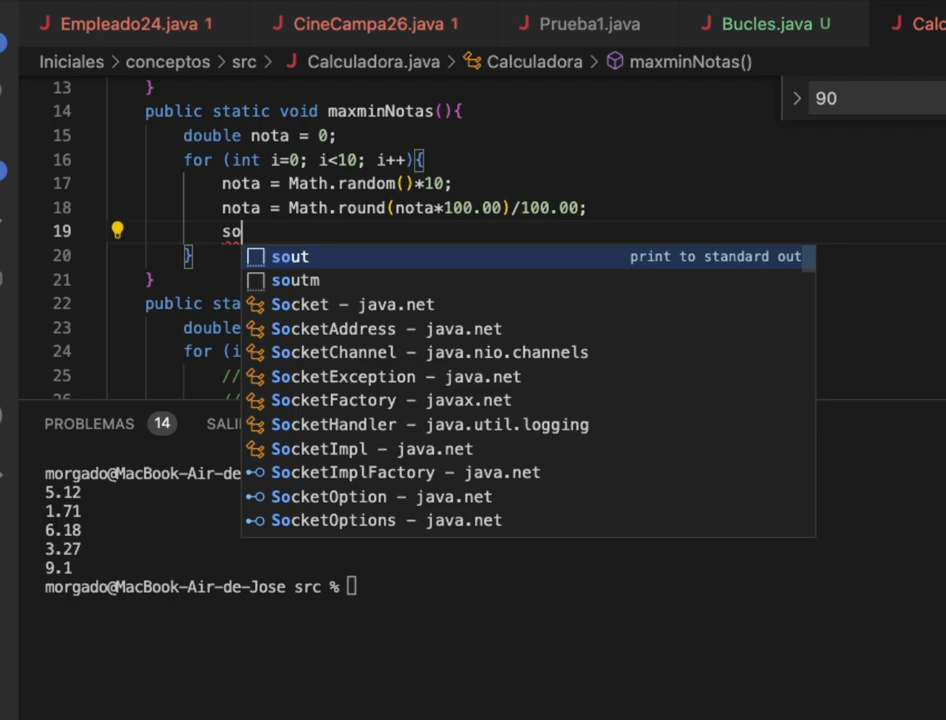 Empleado24.java 1 CineCampa26.java 1 Prueba1.java Bucles.java U Calc
Iniciales > conceptos > src > Calculadora.java > Calculadora > maxminNotas()
> 90
13 }
14 public static void maxminNotas(){
15 double nota = 0;
16 for (int i=0; i<10; i++){
17 nota = Math.random()*10;
18 nota = Math.round(nota*100.00)/100.00;
19 so
sout print to standard out
20 }
soutm
21 }
22 public sta
Socket – java.net
23 double
SocketAddress – java.net
24 for (i
SocketChannel – java.nio.channels
25 //
SocketException – java.net
SocketFactory – javax.net
PROBLEMAS 14 SALI
SocketHandler – java.util.logging
SocketImpl – java.net
morgado@MacBook-Air-de
SocketImplFactory – java.net
5.12
SocketOption – java.net
1.71
SocketOptions – java.net
6.18
3.27
9.1
morgado@MacBook-Air-de-Jose src %